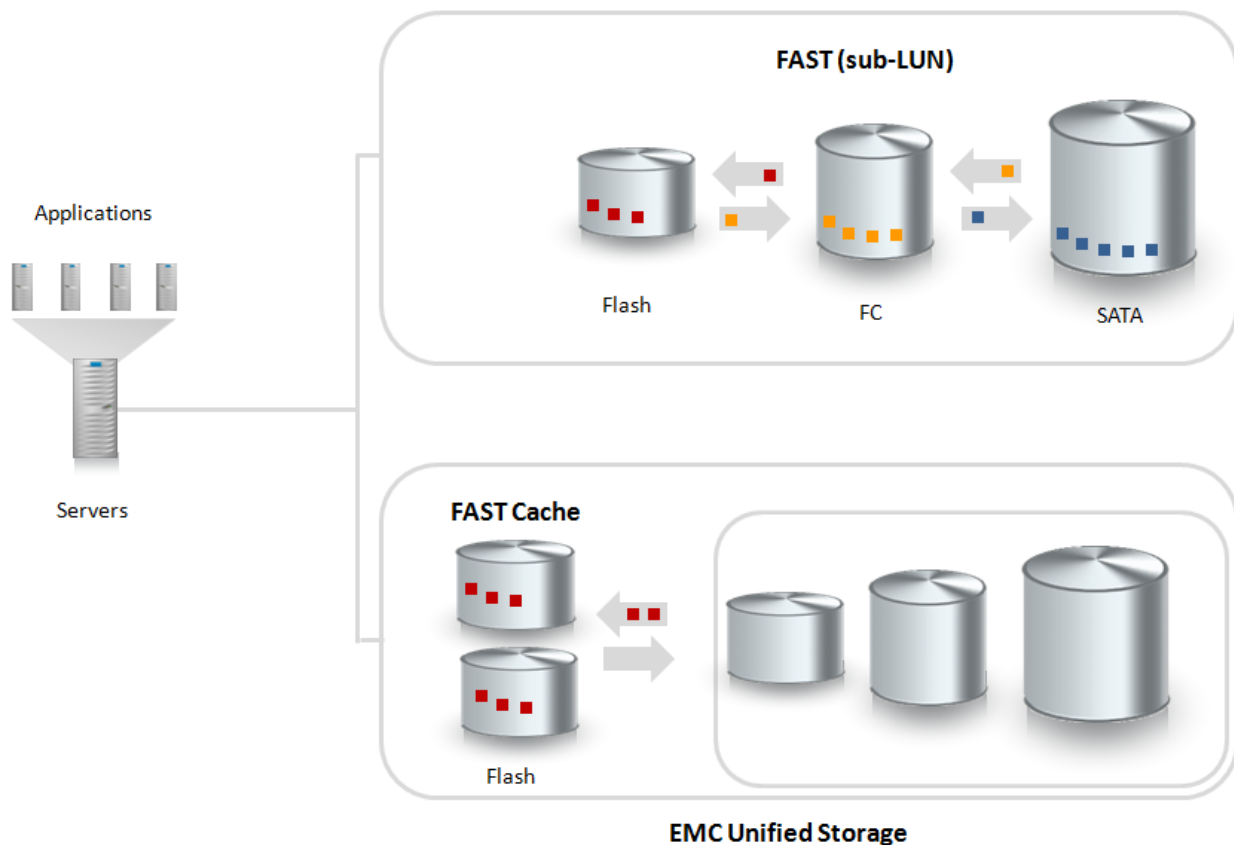 FAST (sub-LUN)
Applications
Flash
FC
SATA
Servers
FAST Cache
Flash
EMC Unified Storage